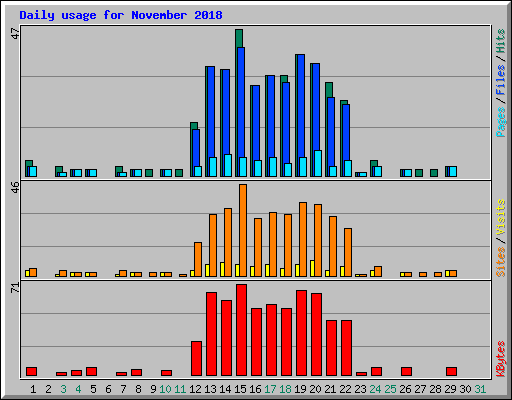 Daily usage for November 2018
47
46
71
Pages / Files / Hits
Sites / Visits
KBytes
1 2 3 4 5 6 7 8 9 10 11 12 13 14 15 16 17 18 19 20 21 22 23 24 25 26 27 28 29 30 31